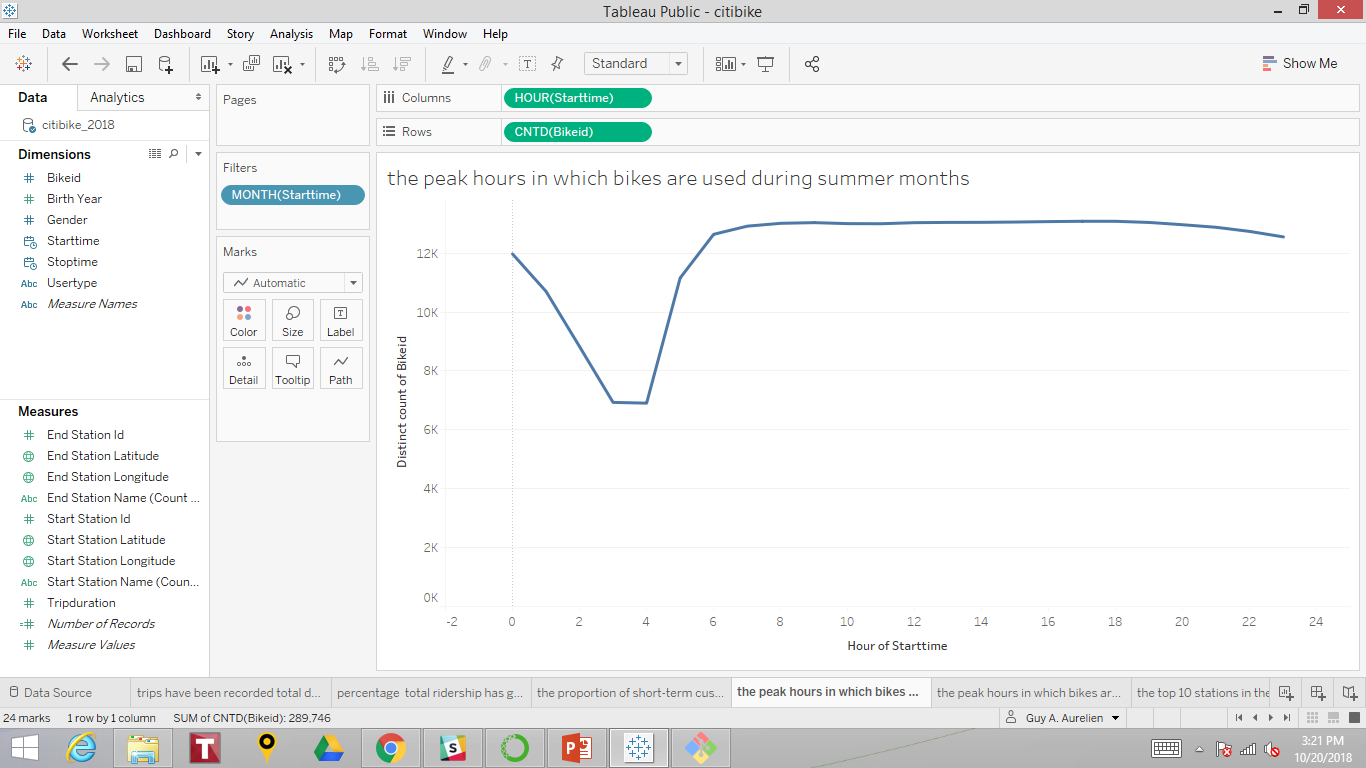 Tableau Public - citibike
File Data Worksheet Dashboard Story Analysis Map Format Window Help
Standard
Show Me
Data Analytics
citibike_2018
Dimensions
Bikeid
Birth Year
Gender
Starttime
Stoptime
Abc Usertype
Abc Measure Names
Measures
End Station Id
End Station Latitude
End Station Longitude
Abc End Station Name (Count ...
Start Station Id
Start Station Latitude
Start Station Longitude
Abc Start Station Name (Coun...
Tripduration
Number of Records
Measure Values
Pages
Filters
MONTH(Starttime)
Marks
Automatic
Color Size Label
Detail Tooltip Path
Columns HOUR(Starttime)
Rows CNTD(Bikeid)
the peak hours in which bikes are used during summer months
Distinct count of Bikeid
12K
10K
8K
6K
4K
2K
0K
-2 0 2 4 6 8 10 12 14 16 18 20 22 24
Hour of Starttime
Data Source trips have been recorded total d... percentage total ridership has g... the proportion of short-term cus... the peak hours in which bikes ... the peak hours in which bikes ar... the top 10 stations in the
24 marks 1 row by 1 column SUM of CNTD(Bikeid): 289,746 Guy A. Aurelien
3:21 PM
10/20/2018